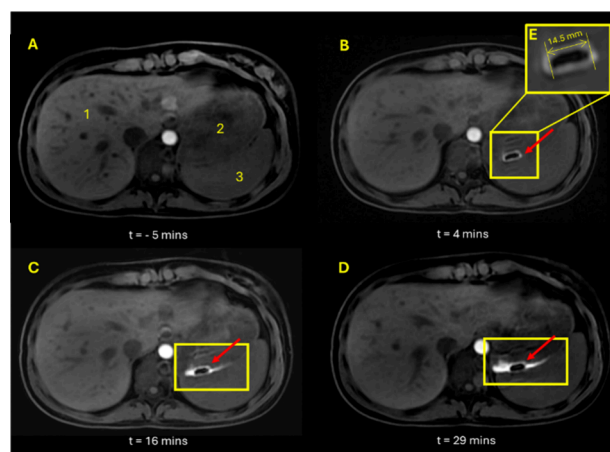 A
1
2
3
t = - 5 mins
B
E
14.5 mm
t = 4 mins
C
t = 16 mins
D
t = 29 mins